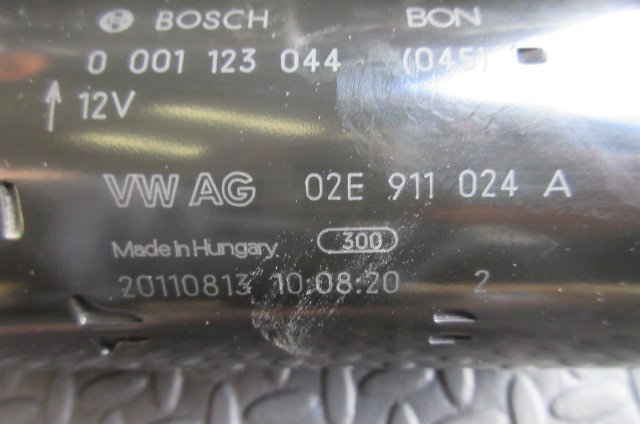 BOSCH BON
0 001 123 044 (045)
12V
VW AG 02E 911 024 A
Made in Hungary 300
20110813 10:08:20 2